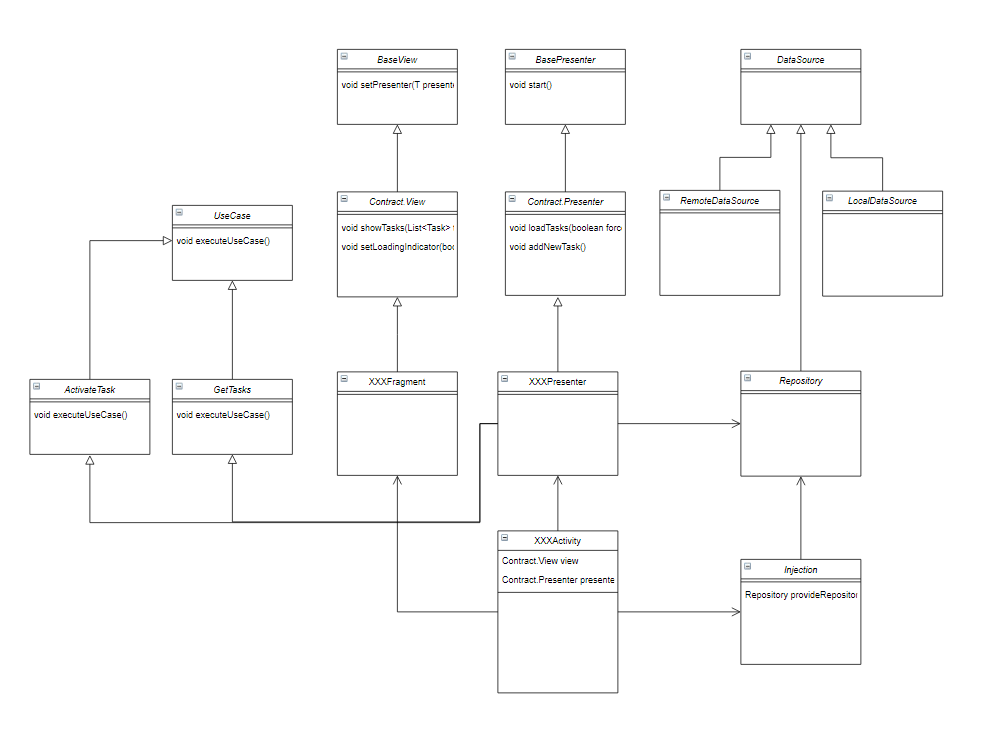 BaseView
void setPresenter(T present
BasePresenter
void start()
DataSource
Contract.View
void showTasks(List<Task>
void setLoadingIndicator(boo
Contract.Presenter
void loadTasks(boolean forc
void addNewTask()
RemoteDataSource
LocalDataSource
UseCase
void executeUseCase()
ActivateTask
void executeUseCase()
GetTasks
void executeUseCase()
XXXFragment
XXXPresenter
Repository
XXXActivity
Contract.View view
Contract.Presenter presente
Injection
Repository provideRepositor